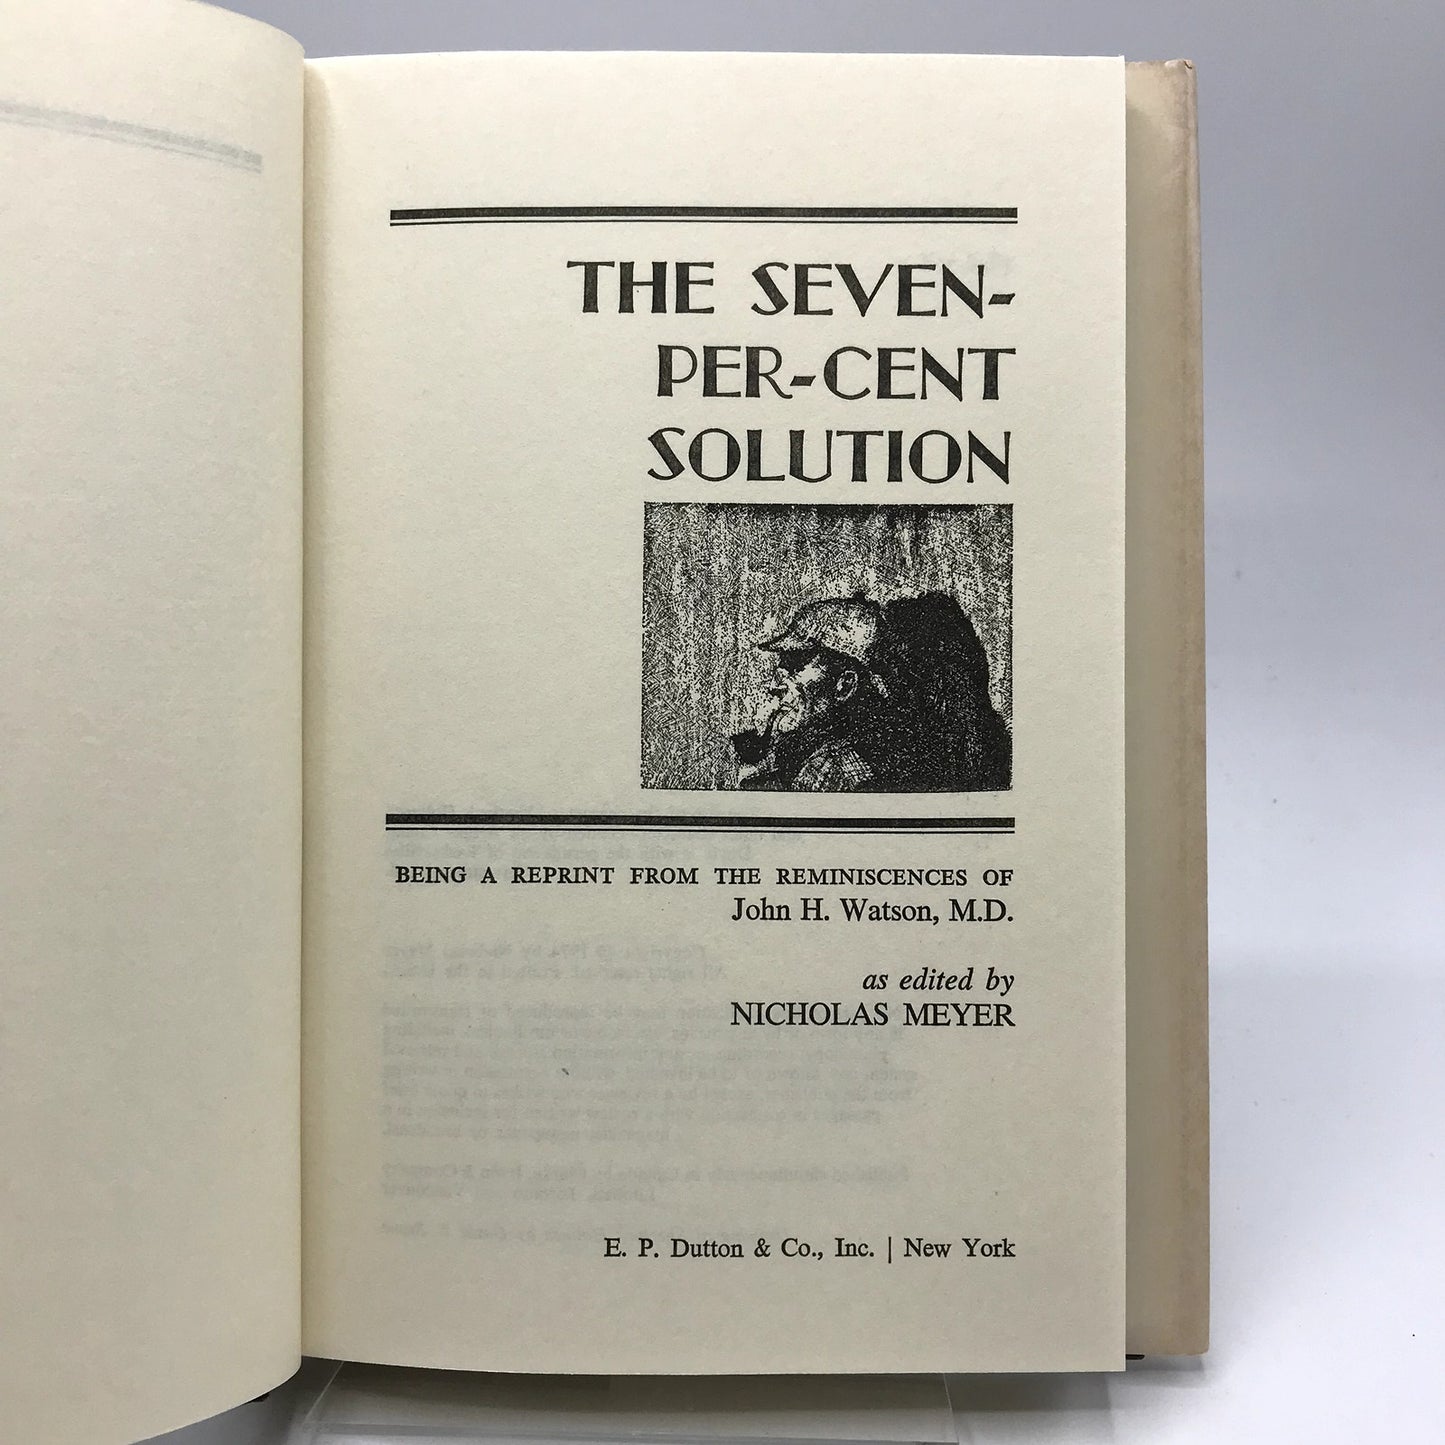 THE SEVEN-
PER-CENT
SOLUTION
BEING A REPRINT FROM THE REMINISCENCES OF
John H. Watson, M.D.
as edited by
NICHOLAS MEYER
E. P. Dutton & Co., Inc. | New York